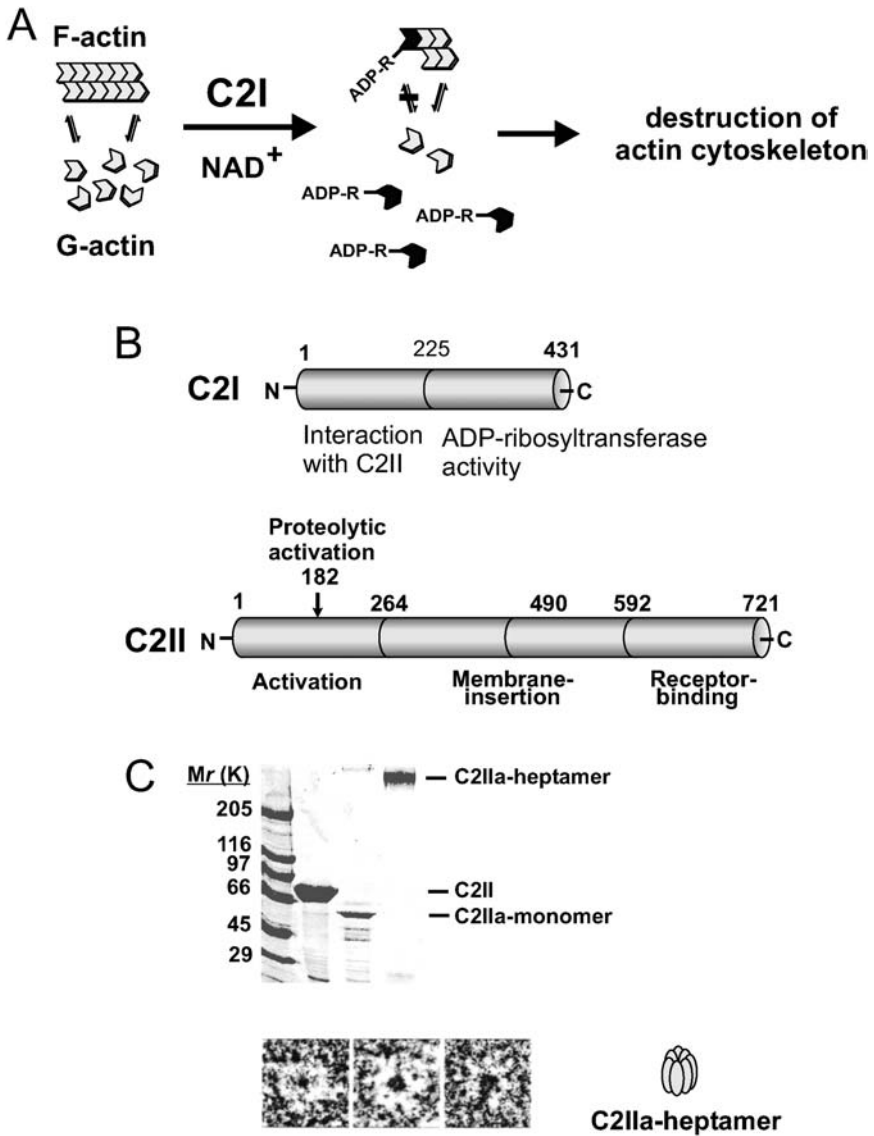 A
F-actin
G-actin
C2I
NAD+
ADP-R
ADP-R
ADP-R
ADP-R
destruction of
actin cytoskeleton
B
1 225 431
C2I N C
Interaction
with C2II
ADP-ribosyltransferase
activity
Proteolytic
activation
182
1 264 490 592 721
C2II N C
Activation
Membrane-
insertion
Receptor-
binding
C
Mr (K)
205
116
97
66
45
29
C2IIa-heptamer
C2II
C2IIa-monomer
C2IIa-heptamer